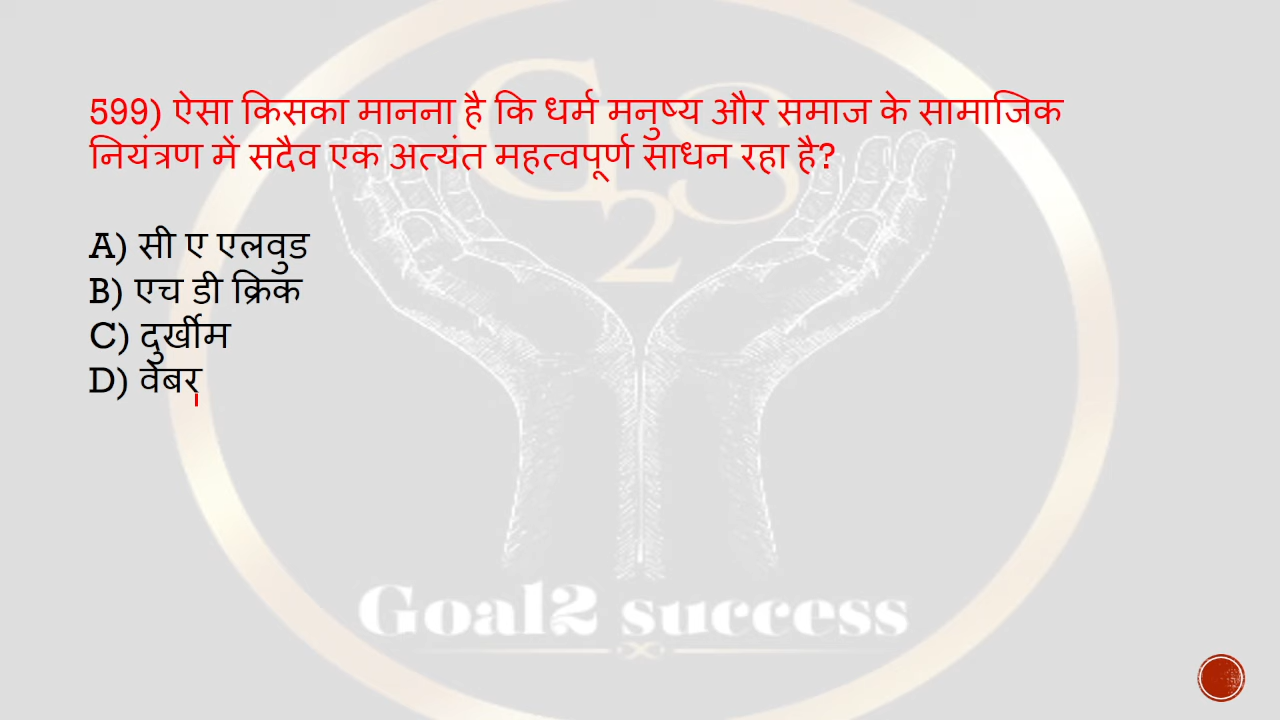 599) ऐसा किसका मानना है कि धर्म मनुष्य और समाज के सामाजिक
नियंत्रण में सदैव एक अत्यंत महत्वपूर्ण साधन रहा है?
A) सी ए एलवुड
B) एच डी क्रिक
C) दुर्खीम
D) वेबर
G2S
Goal2 success